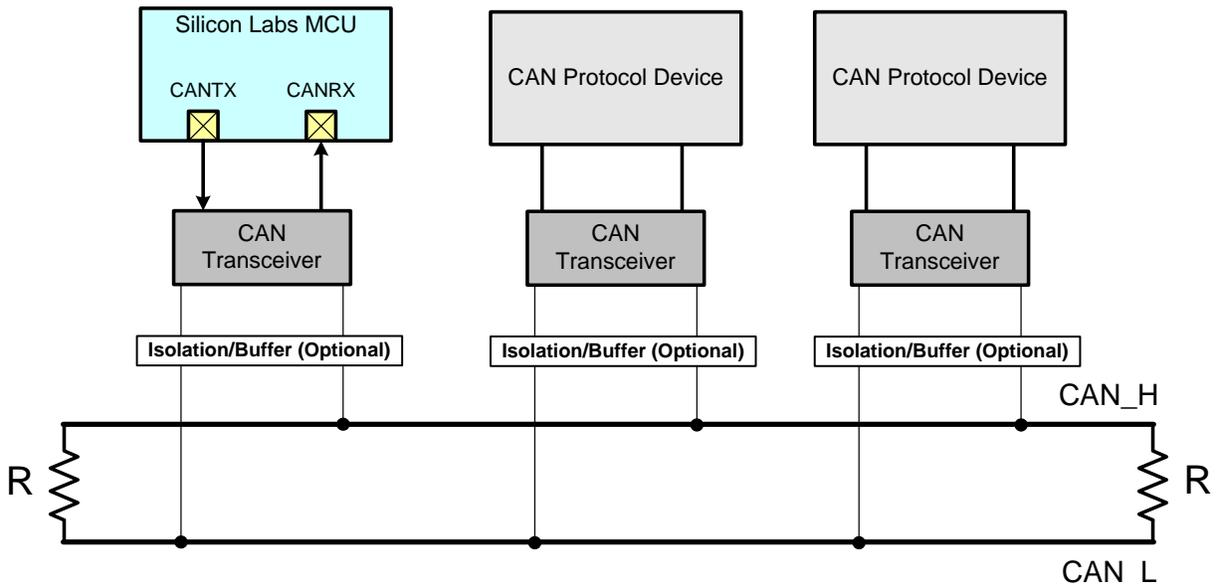 Silicon Labs MCU
CANTX CANRX
CAN Protocol Device
CAN Protocol Device
CAN
Transceiver
CAN
Transceiver
CAN
Transceiver
Isolation/Buffer (Optional)
Isolation/Buffer (Optional)
Isolation/Buffer (Optional)
CAN_H
R
R
CAN_L